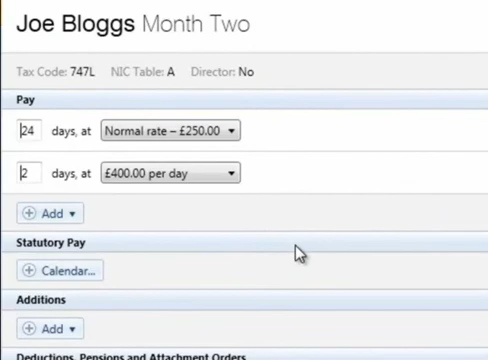 Joe Bloggs Month Two
Tax Code: 747L NIC Table: A Director: No
Pay
24 days, at Normal rate – £250.00
2 days, at £400.00 per day
Add
Statutory Pay
Calendar...
Additions
Add
Deductions, Pensions and Attachment Orders